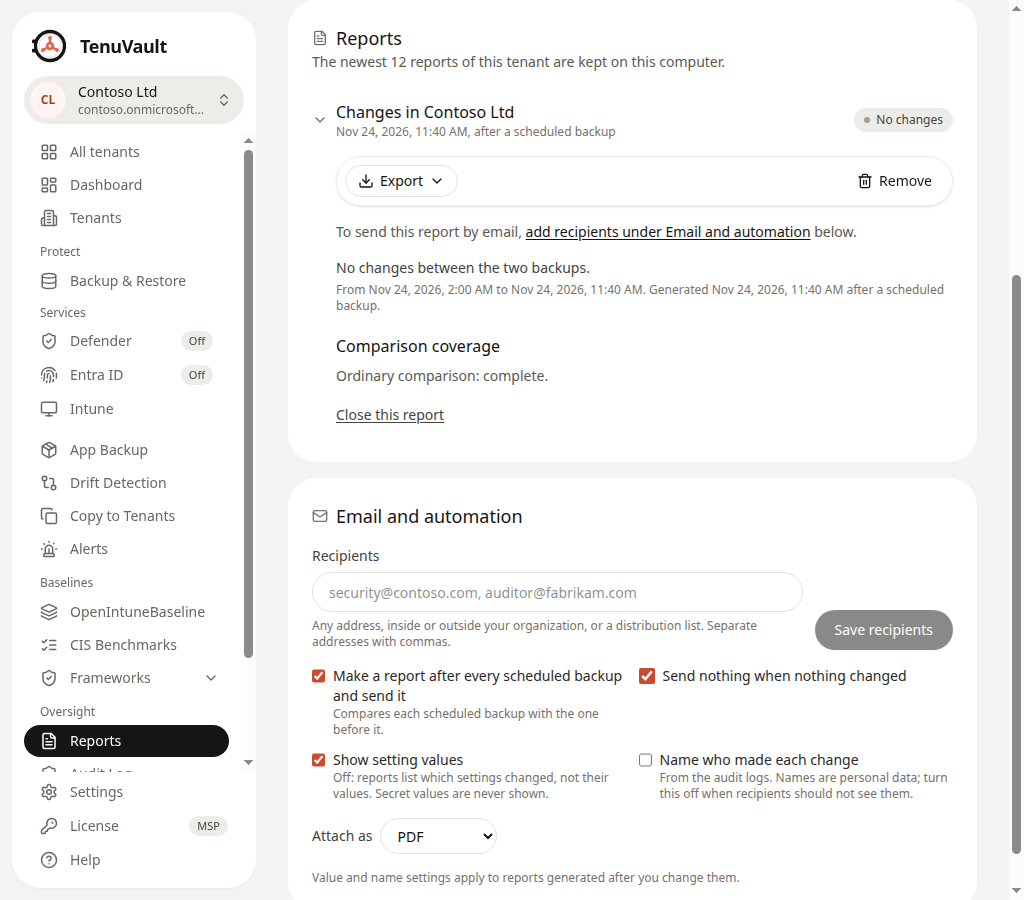 TenuVault
CL
Contoso Ltd
contoso.onmicrosoft...
All tenants
Dashboard
Tenants
Protect
Backup & Restore
Services
Defender
Off
Entra ID
Off
Intune
App Backup
Drift Detection
Copy to Tenants
Alerts
Baselines
OpenIntuneBaseline
CIS Benchmarks
Frameworks
Oversight
Reports
Audit Log
Settings
License
MSP
Help
Reports
The newest 12 reports of this tenant are kept on this computer.
Changes in Contoso Ltd
Nov 24, 2026, 11:40 AM, after a scheduled backup
No changes
Export
Remove
To send this report by email, add recipients under Email and automation below.
No changes between the two backups.
From Nov 24, 2026, 2:00 AM to Nov 24, 2026, 11:40 AM. Generated Nov 24, 2026, 11:40 AM after a scheduled
backup.
Comparison coverage
Ordinary comparison: complete.
Close this report
Email and automation
Recipients
security@contoso.com, auditor@fabrikam.com
Any address, inside or outside your organization, or a distribution list. Separate
addresses with commas.
Save recipients
Make a report after every scheduled backup
and send it
Compares each scheduled backup with the one
before it.
Send nothing when nothing changed
Show setting values
Off: reports list which settings changed, not their
values. Secret values are never shown.
Name who made each change
From the audit logs. Names are personal data; turn
this off when recipients should not see them.
Attach as
PDF
Value and name settings apply to reports generated after you change them.